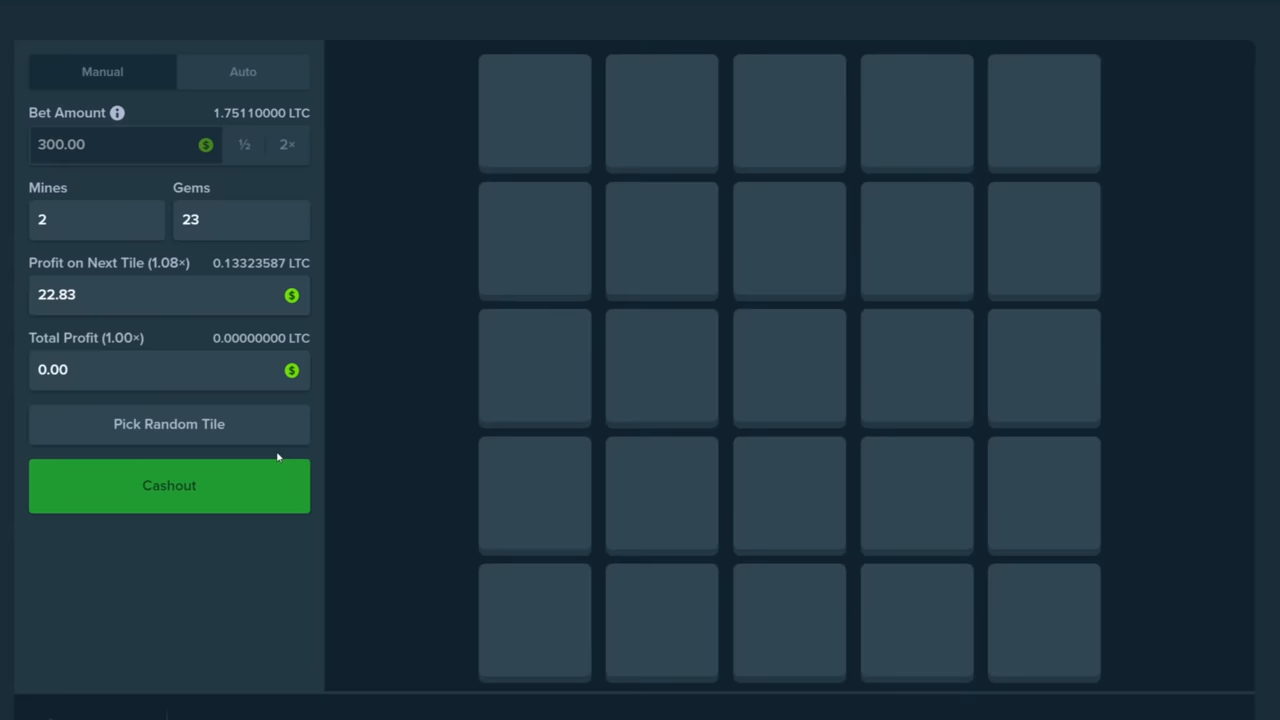 Manual Auto
Bet Amount 1.75110000 LTC
300.00 ½ 2×
Mines Gems
2 23
Profit on Next Tile (1.08×) 0.13323587 LTC
22.83
Total Profit (1.00×) 0.00000000 LTC
0.00
Pick Random Tile
Cashout